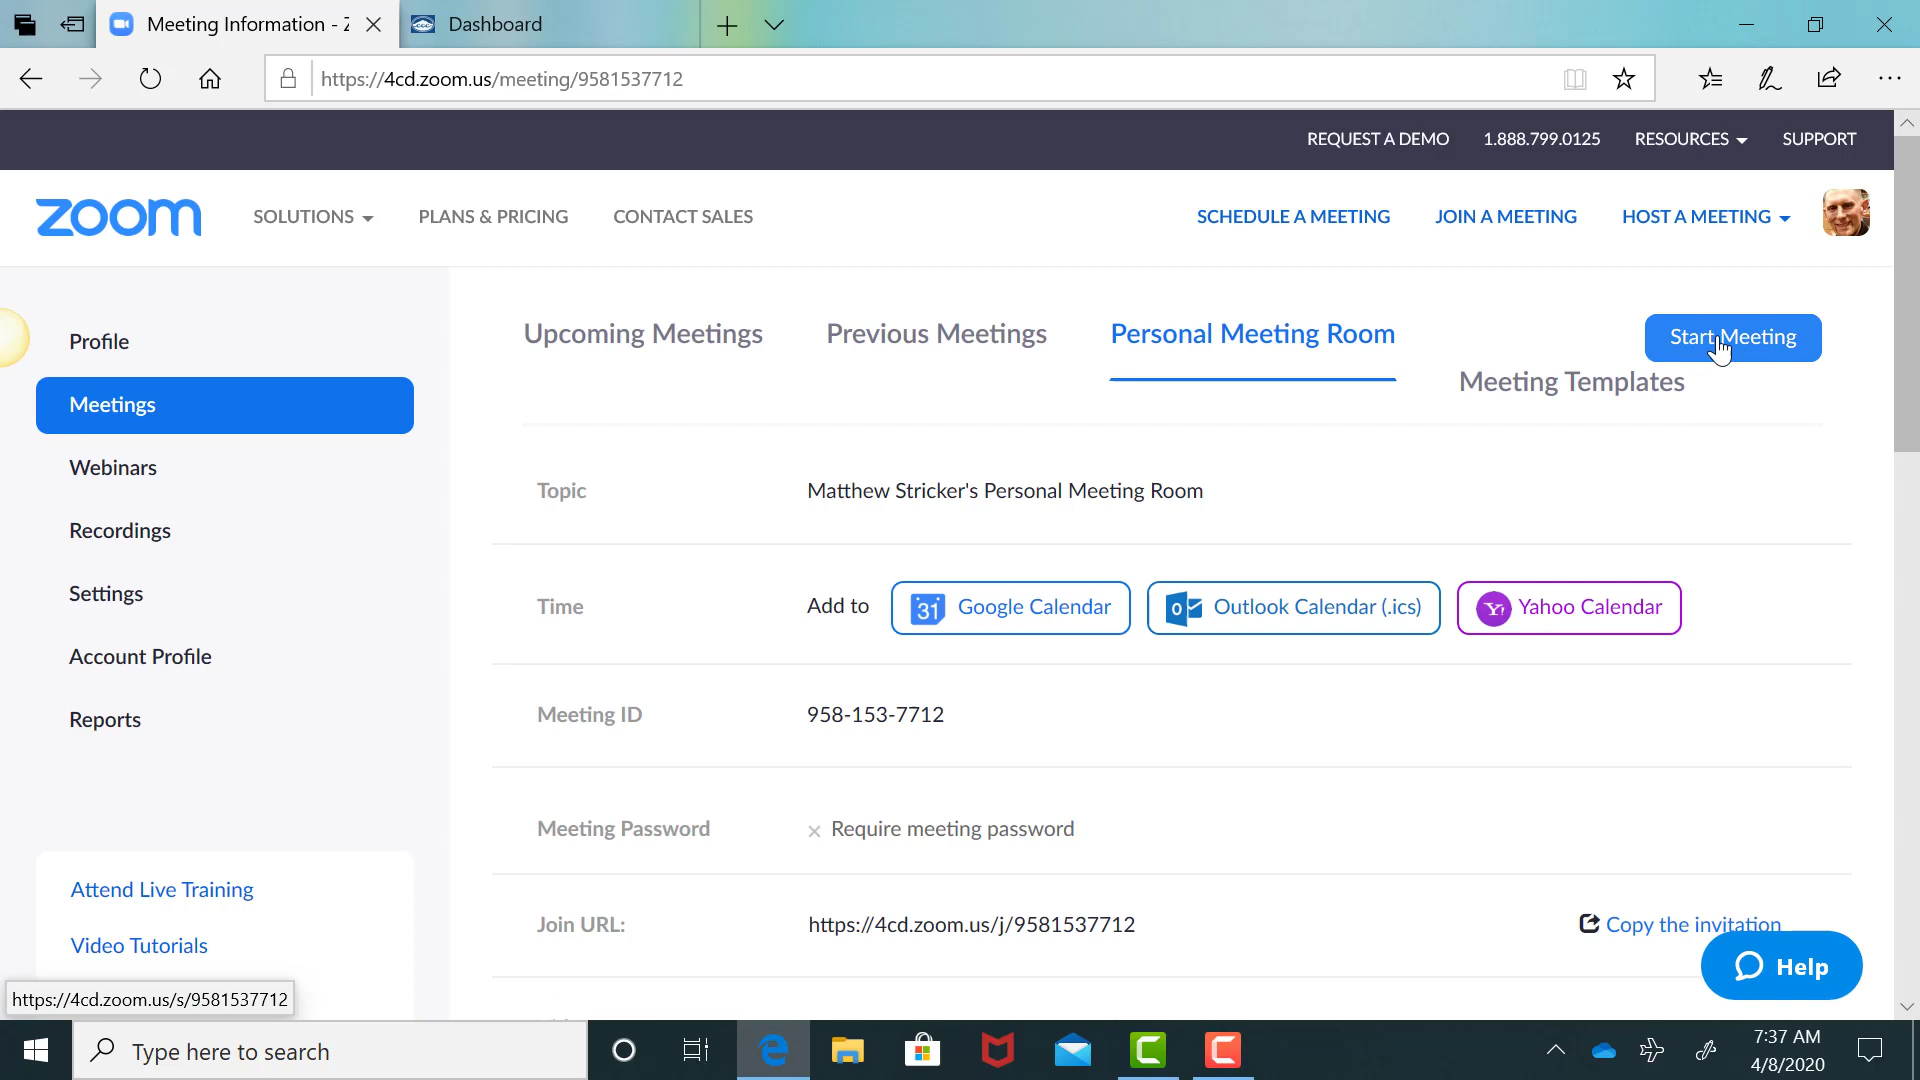 Meeting Information - Z
Dashboard
https://4cd.zoom.us/meeting/9581537712
REQUEST A DEMO
1.888.799.0125
RESOURCES
SUPPORT
zoom
SOLUTIONS
PLANS & PRICING
CONTACT SALES
SCHEDULE A MEETING
JOIN A MEETING
HOST A MEETING
Profile
Meetings
Webinars
Recordings
Settings
Account Profile
Reports
Attend Live Training
Video Tutorials
Upcoming Meetings
Previous Meetings
Personal Meeting Room
Meeting Templates
Start Meeting
Topic
Matthew Stricker's Personal Meeting Room
Time
Add to
31 Google Calendar
Outlook Calendar (.ics)
Yahoo Calendar
Meeting ID
958-153-7712
Meeting Password
× Require meeting password
Join URL:
https://4cd.zoom.us/j/9581537712
Copy the invitation
Help
https://4cd.zoom.us/s/9581537712
Type here to search
7:37 AM
4/8/2020